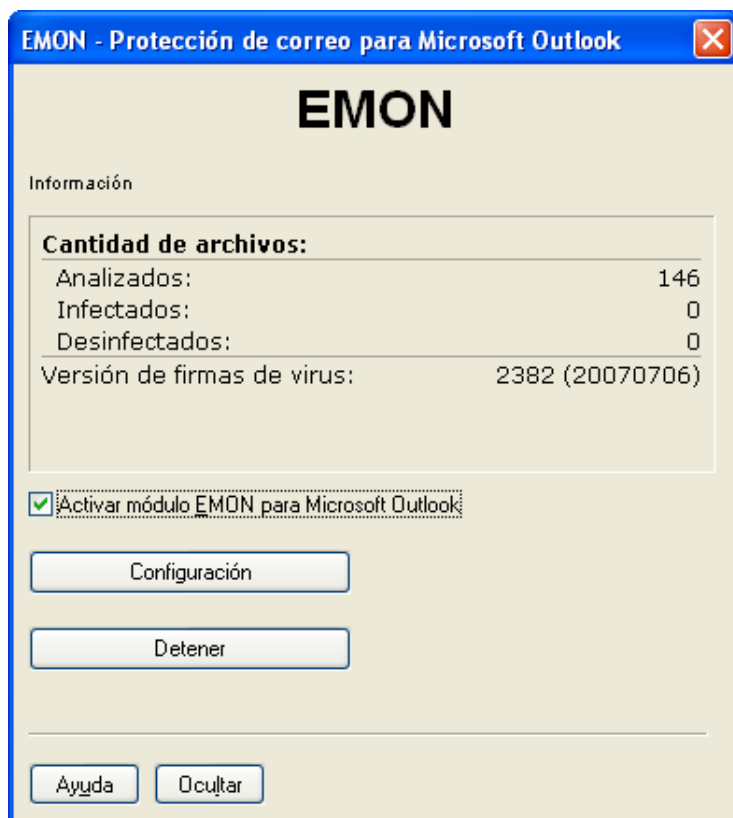 EMON - Protección de correo para Microsoft Outlook
EMON
Información
Cantidad de archivos:
Analizados: 146
Infectados: 0
Desinfectados: 0
Versión de firmas de virus: 2382 (20070706)
Activar módulo EMON para Microsoft Outlook
Configuración
Detener
Ayuda Ocultar